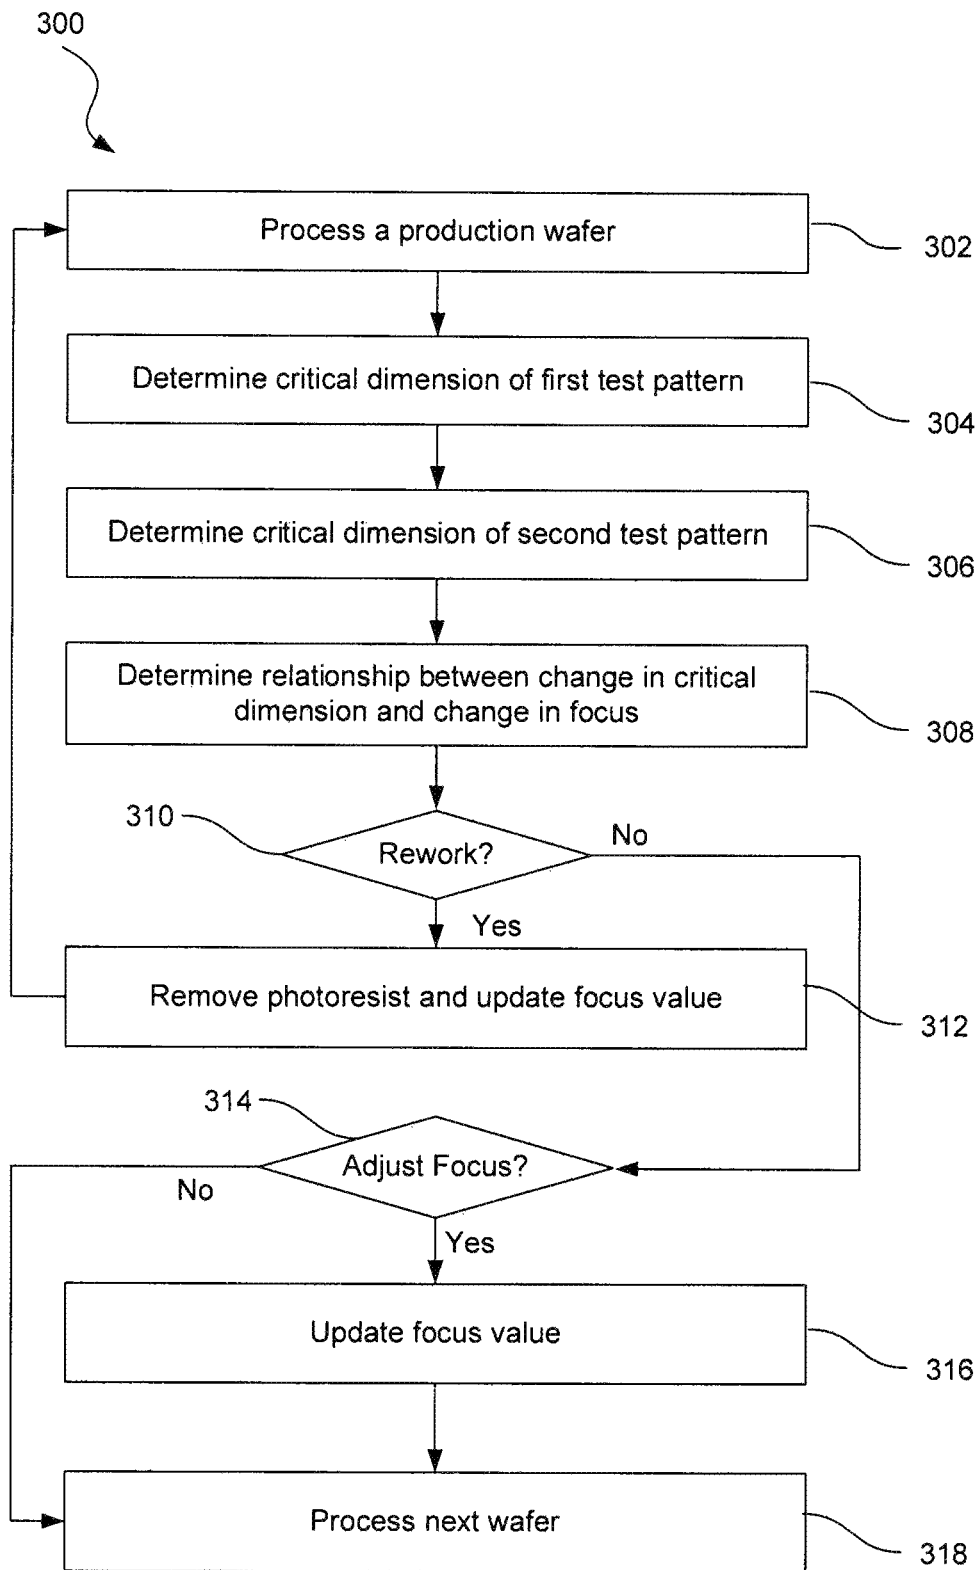 300
Process a production wafer
302
Determine critical dimension of first test pattern
304
Determine critical dimension of second test pattern
306
Determine relationship between change in critical
dimension and change in focus
308
310
Rework?
No
Yes
Remove photoresist and update focus value
312
314
Adjust Focus?
No
Yes
Update focus value
316
Process next wafer
318